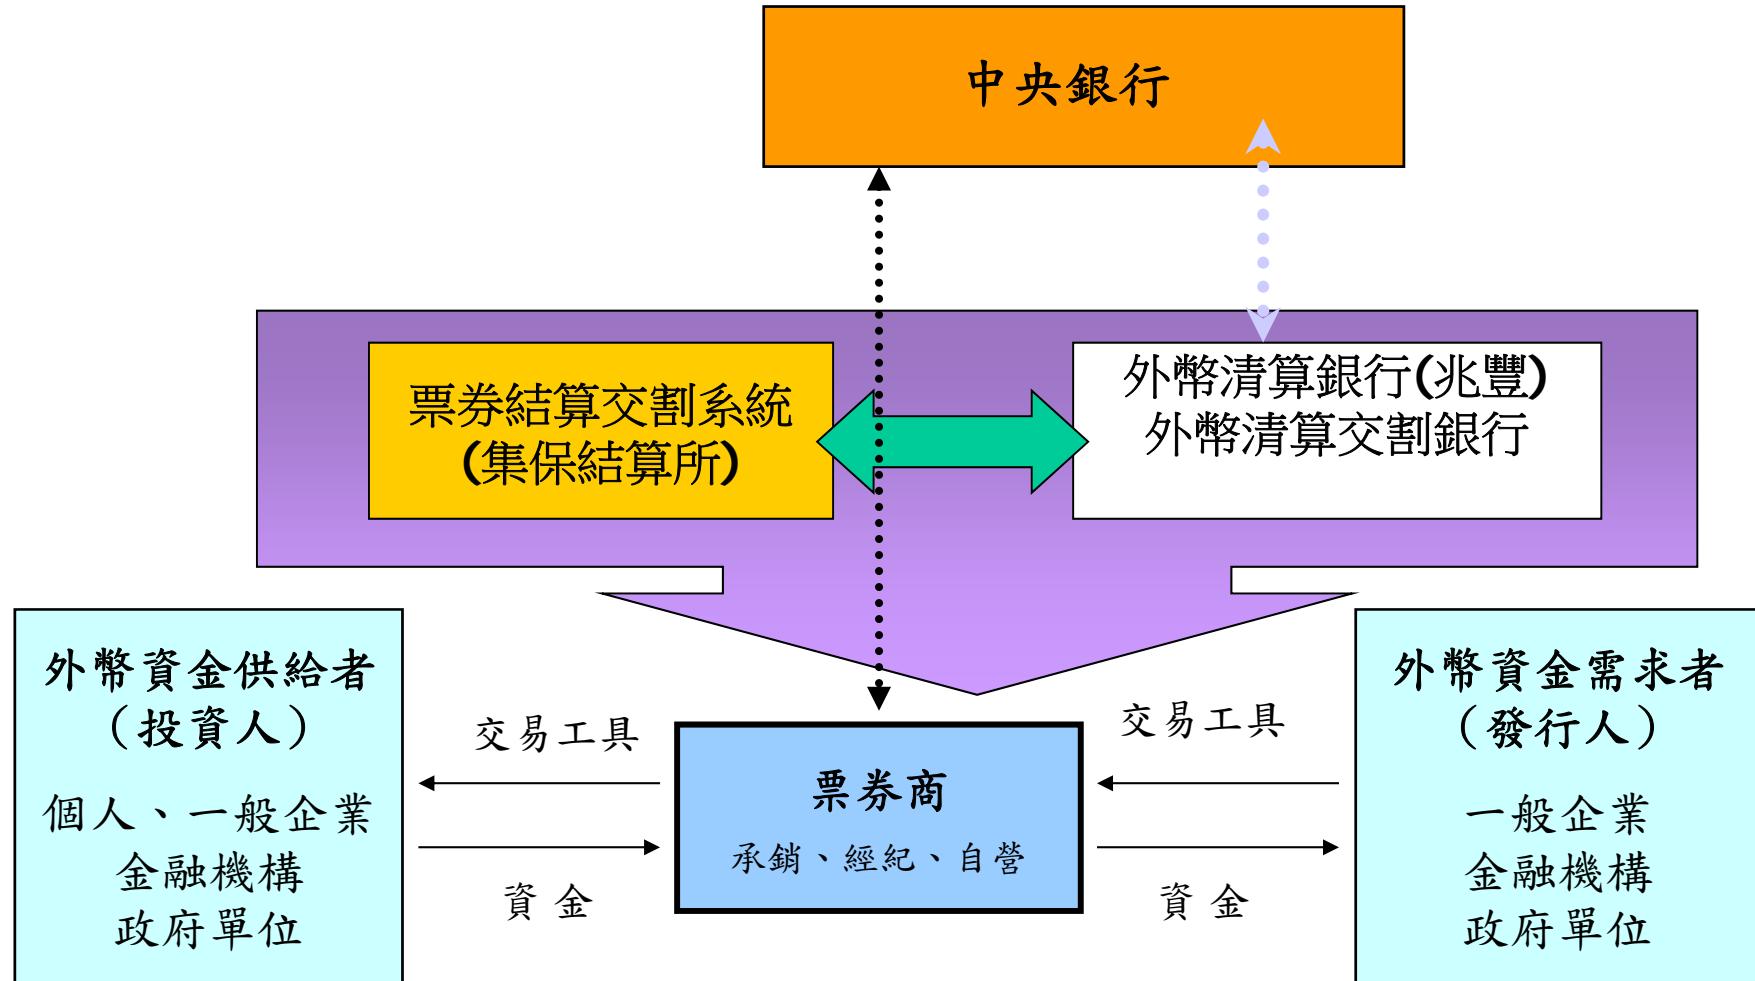 中央銀行
票券結算交割系統
(集保結算所)
外幣清算銀行(兆豐)
外幣清算交割銀行
外幣資金供給者
（投資人）
個人、一般企業
金融機構
政府單位
交易工具
資 金
票券商
承銷、經紀、自營
交易工具
資 金
外幣資金需求者
（發行人）
一般企業
金融機構
政府單位